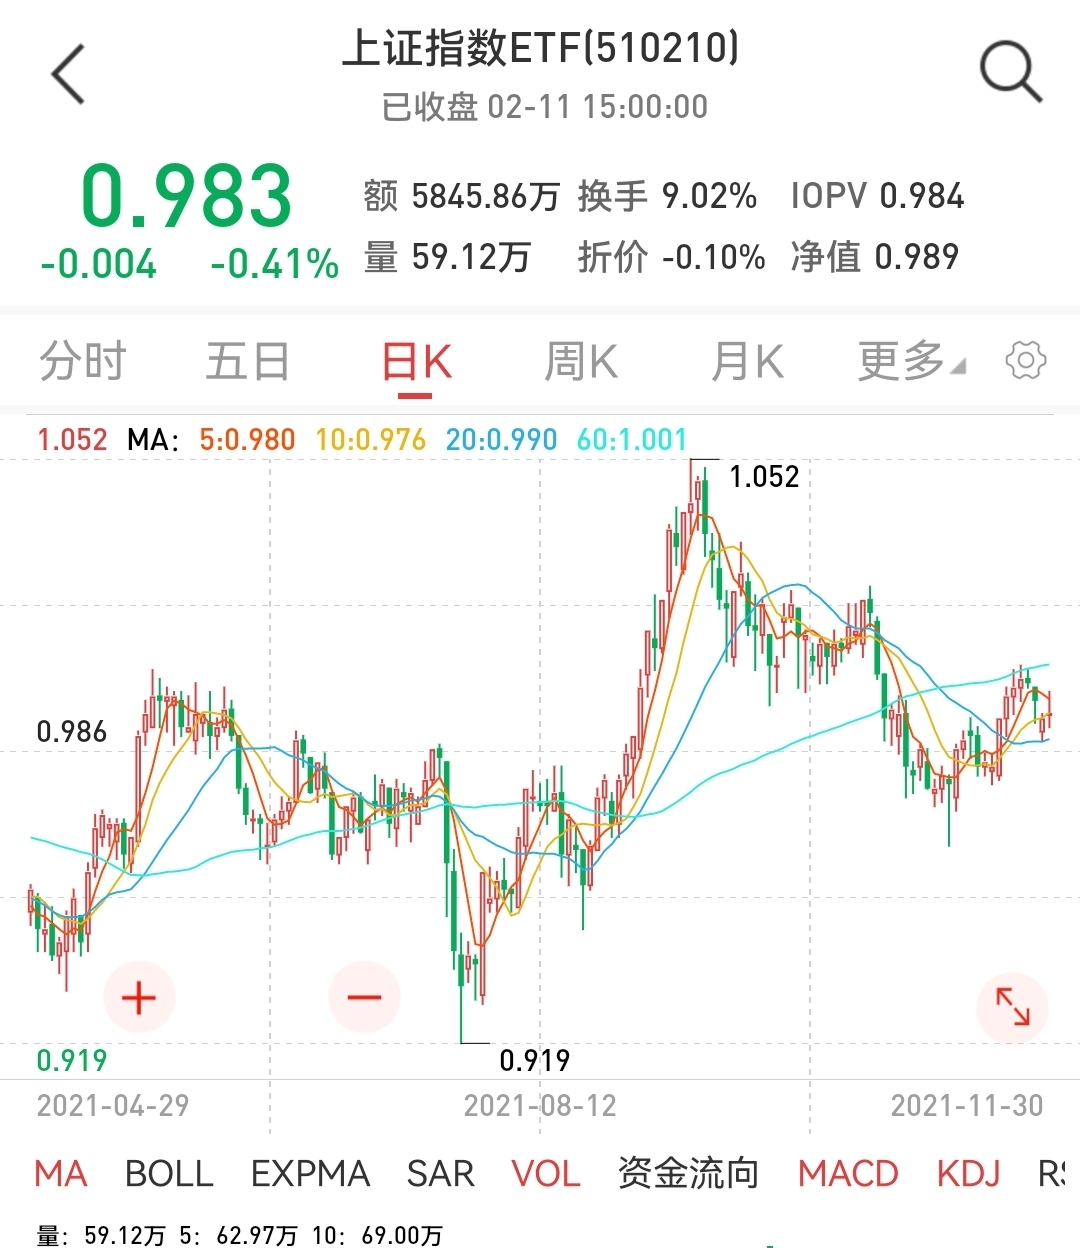 上证指数ETF(510210)
已收盘 02-11 15:00:00
0.983
-0.004 -0.41%
额 5845.86万 换手 9.02% IOPV 0.984
量 59.12万 折价 -0.10% 净值 0.989
分时 五日 日K 周K 月K 更多
1.052 MA: 5:0.980 10:0.976 20:0.990 60:1.001
1.052
0.986
0.919
0.919
2021-04-29 2021-08-12 2021-11-30
MA BOLL EXPMA SAR VOL 资金流向 MACD KDJ
量: 59.12万 5: 62.97万 10: 69.00万